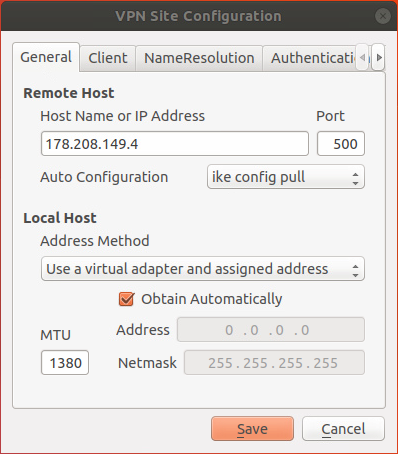 VPN Site Configuration
General Client NameResolution Authentication
Remote Host
Host Name or IP Address Port
178.208.149.4 500
Auto Configuration ike config pull
Local Host
Address Method
Use a virtual adapter and assigned address
Obtain Automatically
MTU Address 0 . 0 . 0 . 0
1380 Netmask 255 . 255 . 255 . 255
Save Cancel